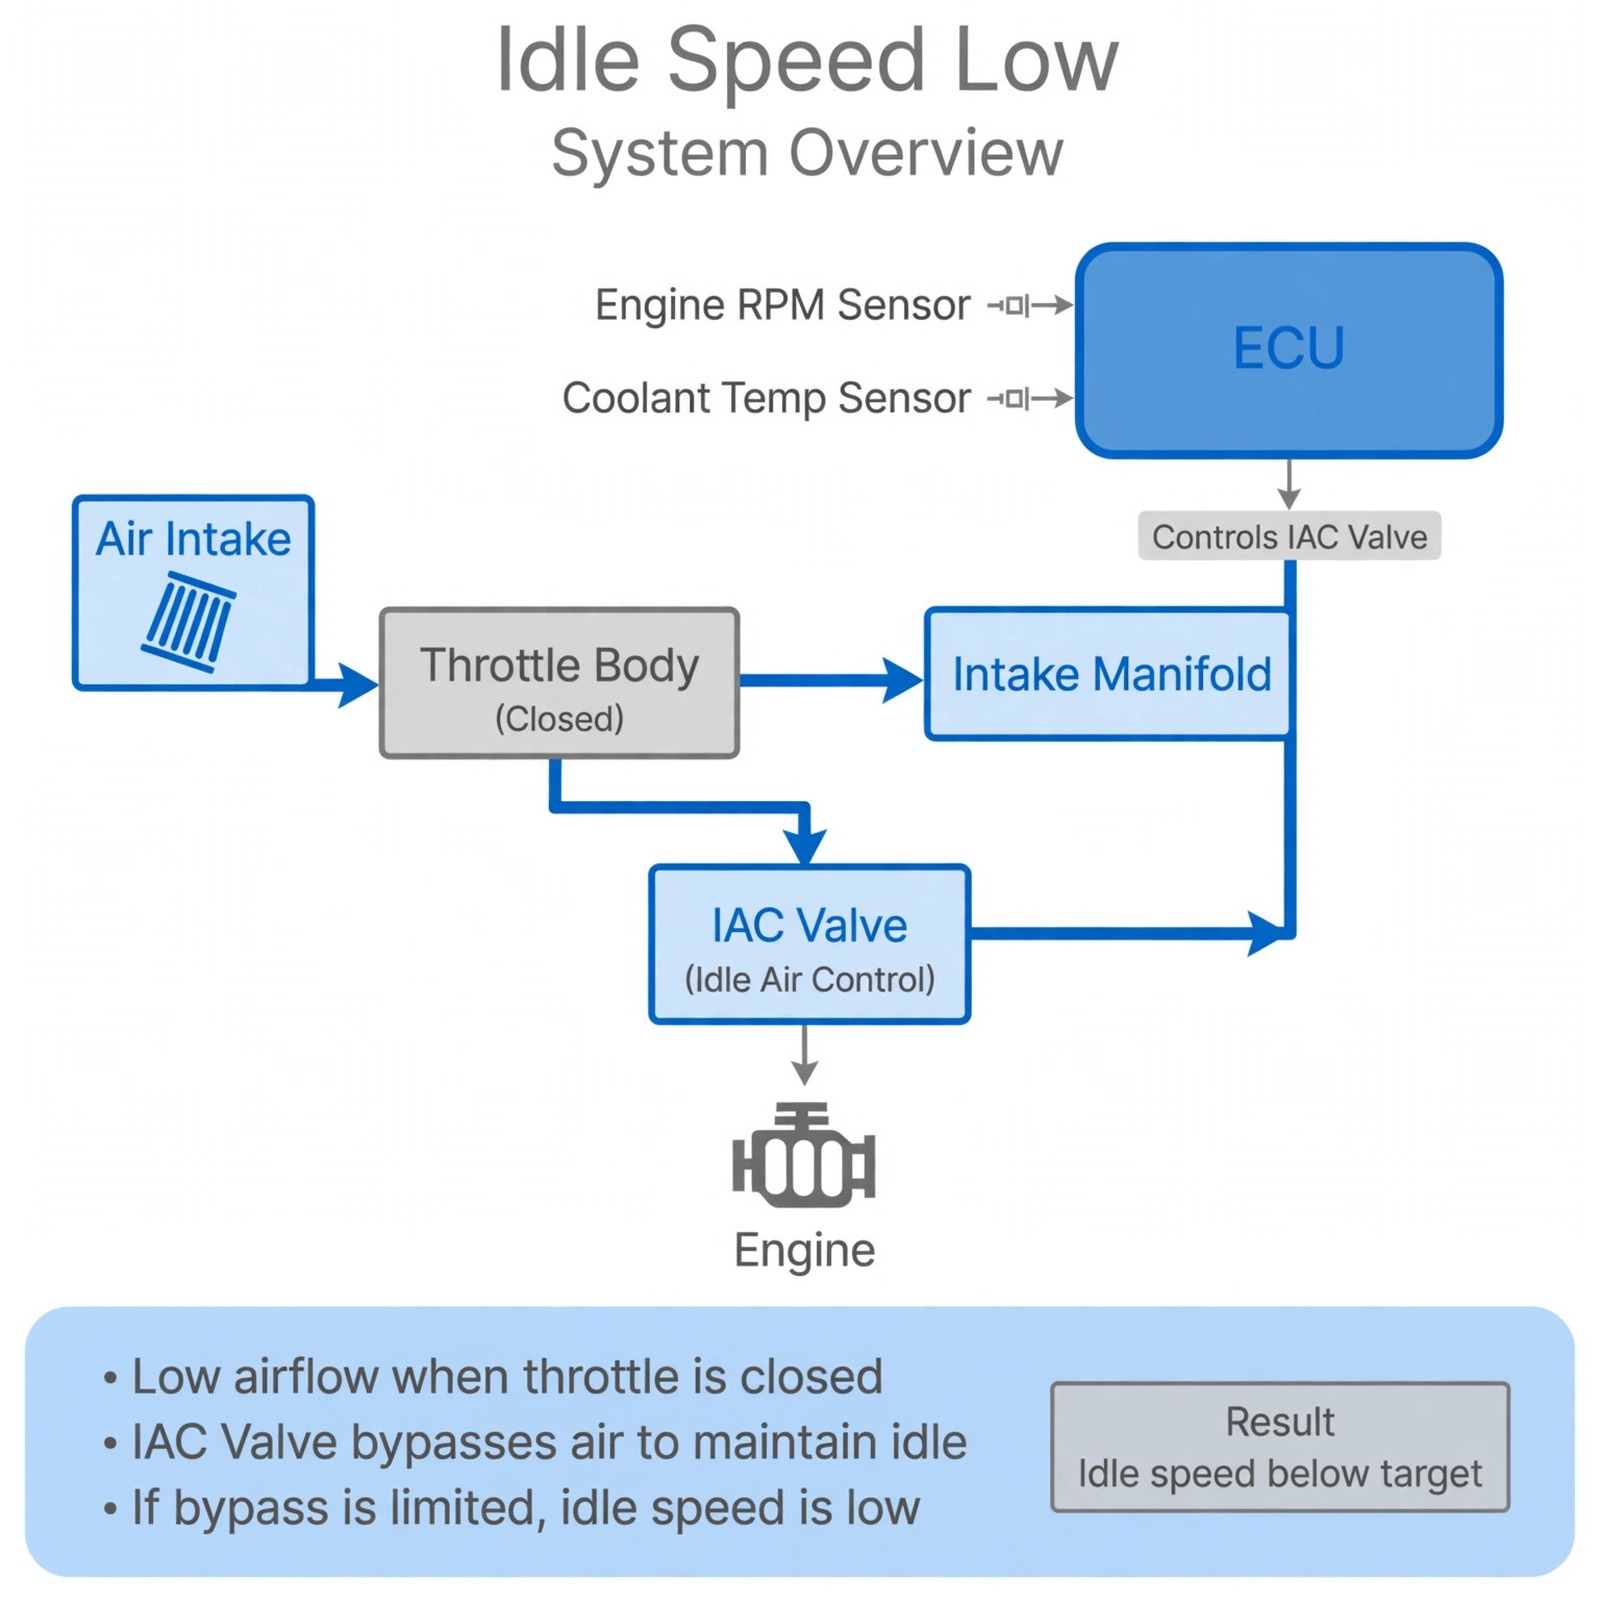 Idle Speed Low
System Overview
Engine RPM Sensor
ECU
Coolant Temp Sensor
Controls IAC Valve
Air Intake
Throttle Body
(Closed)
Intake Manifold
IAC Valve
(Idle Air Control)
Engine
• Low airflow when throttle is closed
• IAC Valve bypasses air to maintain idle
• If bypass is limited, idle speed is low
Result
Idle speed below target